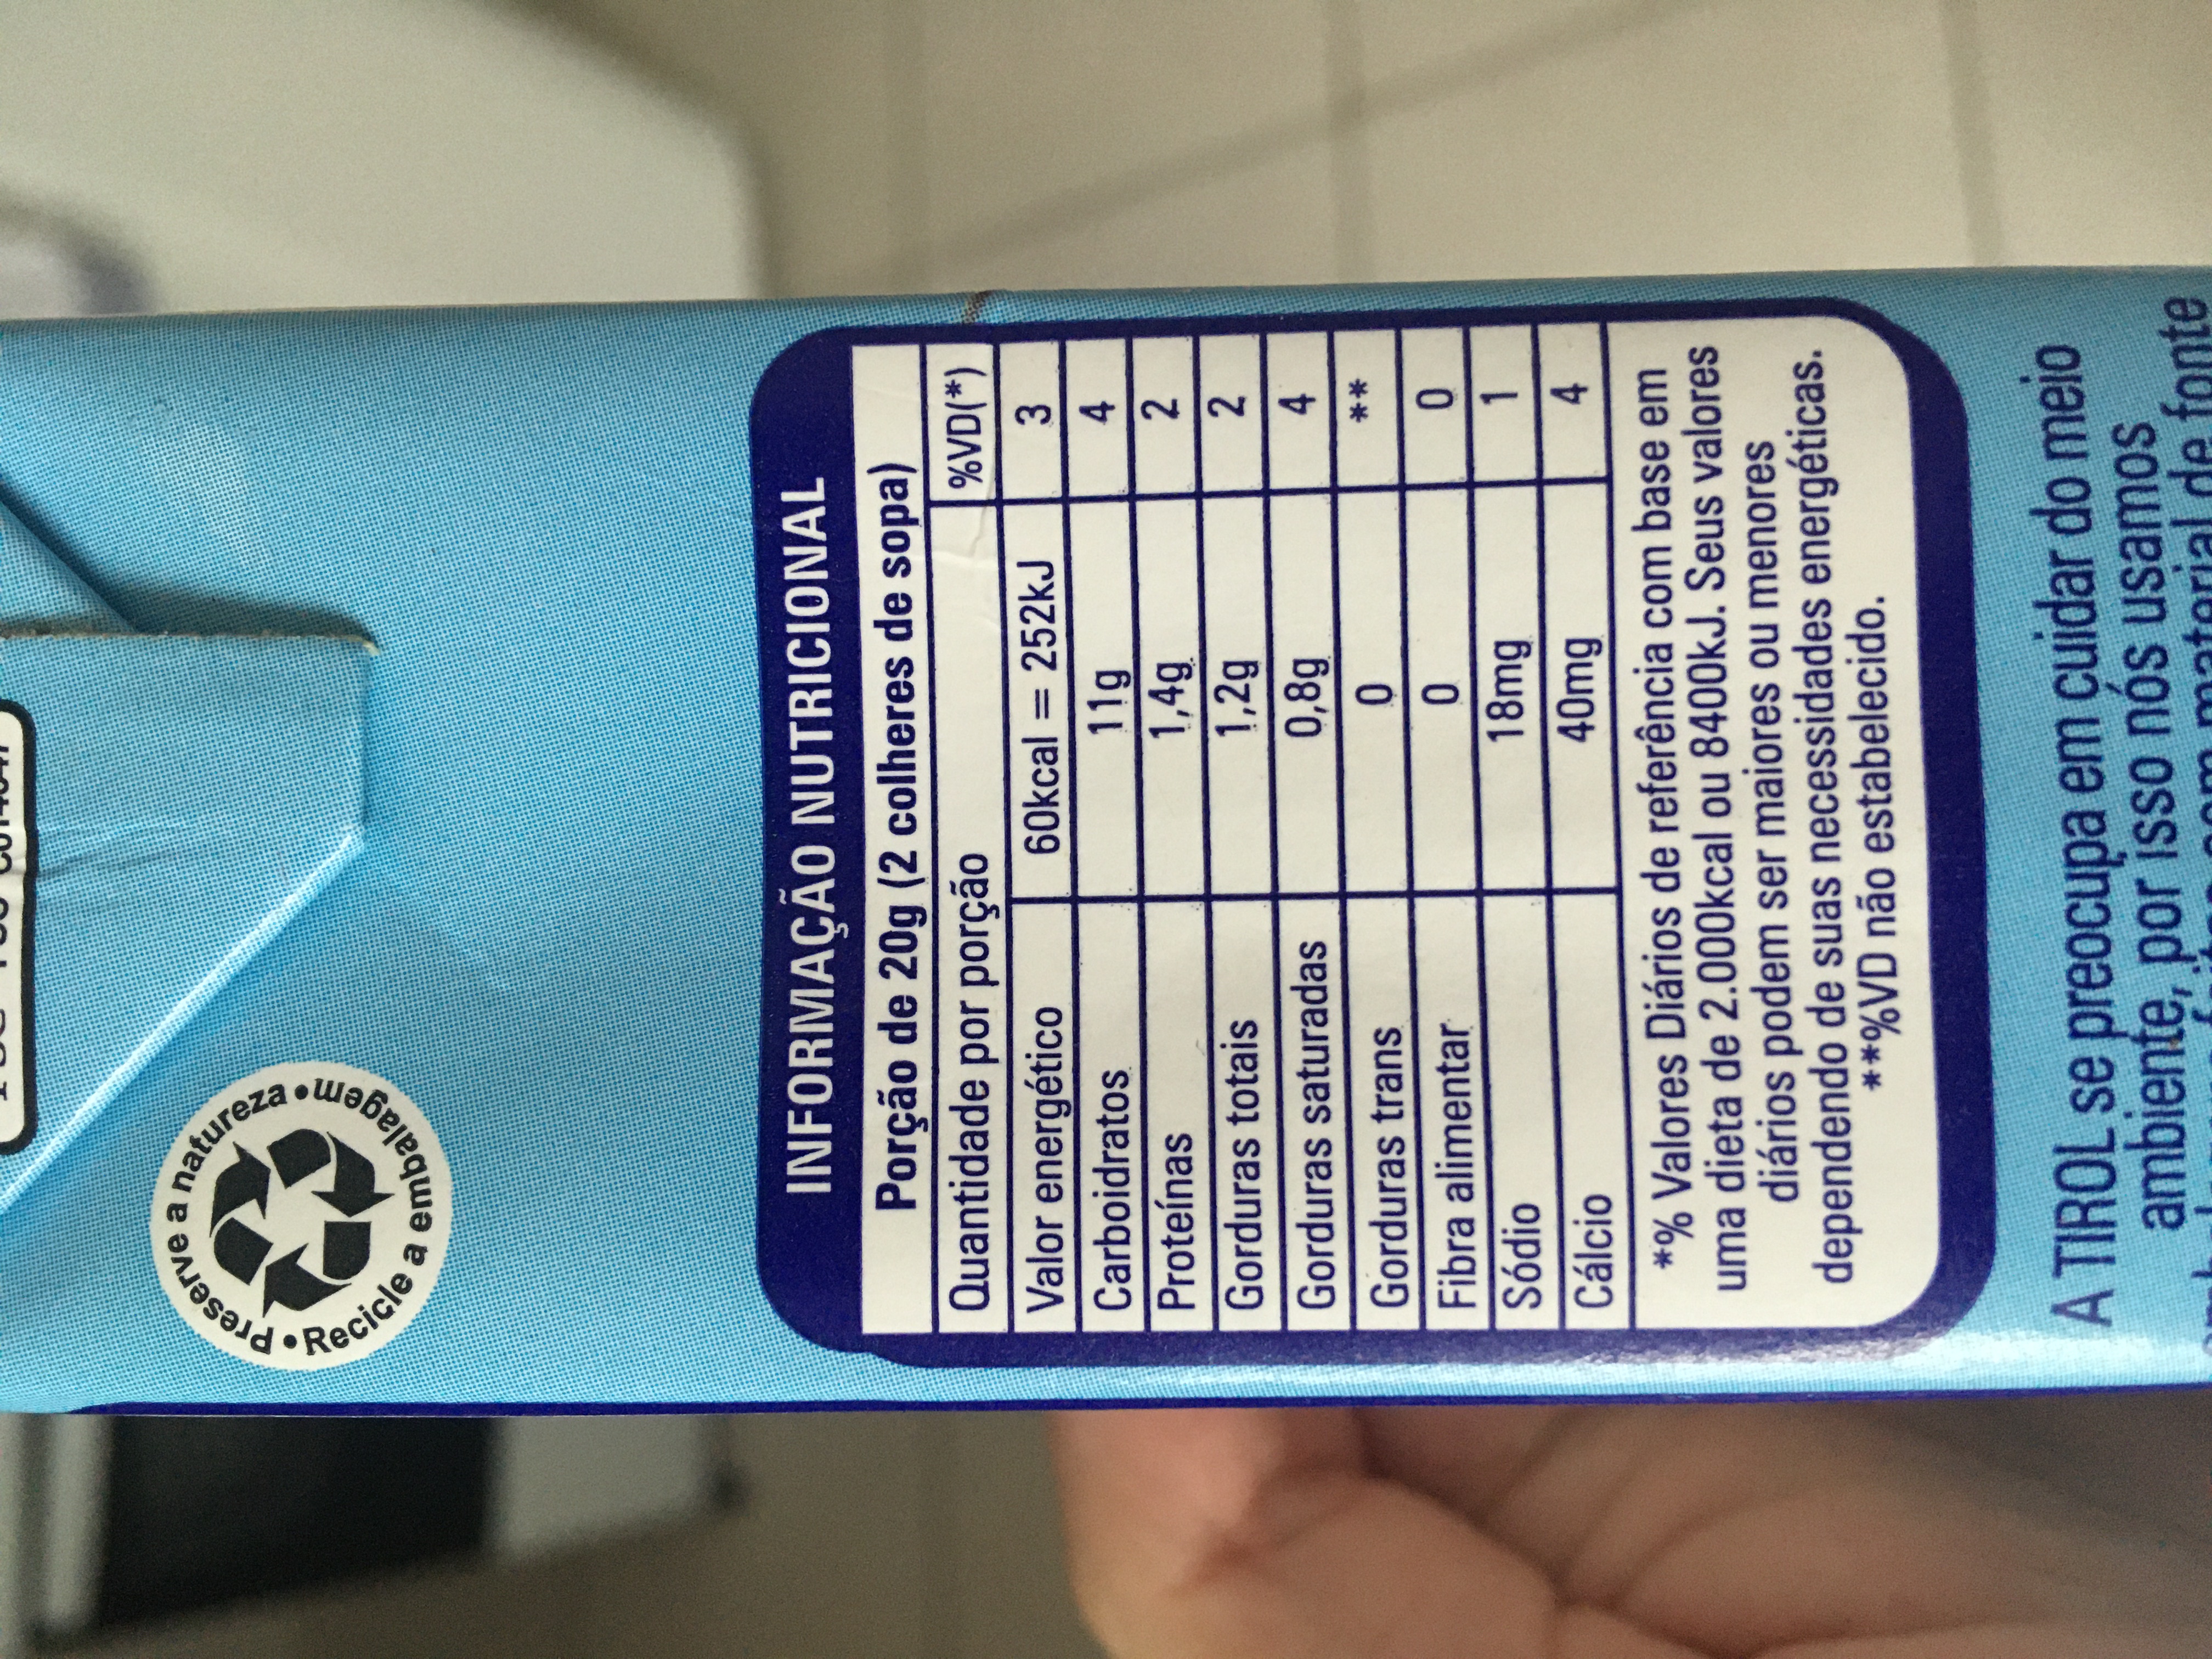 Preserve a natureza • Recicle a embalagem •
INFORMAÇÃO NUTRICIONAL
Porção de 20g (2 colheres de sopa)
Quantidade por porção %VD(*)
Valor energético 60kcal = 252kJ 3
Carboidratos 11g 4
Proteínas 1,4g 2
Gorduras totais 1,2g 2
Gorduras saturadas 0,8g 4
Gorduras trans 0 **
Fibra alimentar 0 0
Sódio 18mg 1
Cálcio 40mg 4
*% Valores Diários de referência com base em
uma dieta de 2.000kcal ou 8400kJ. Seus valores
diários podem ser maiores ou menores
dependendo de suas necessidades energéticas.
**%VD não estabelecido.
A TIROL se preocupa em cuidar do meio
ambiente, por isso nós usamos
material de fonte